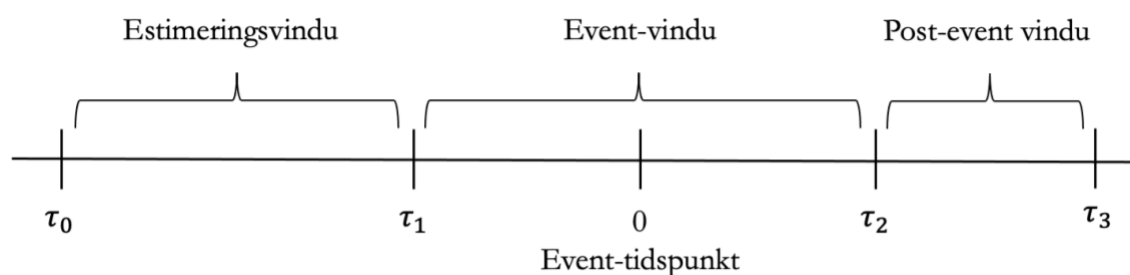 Estimeringsvindu Event-vindu Post-event vindu
τ0 τ1 0 τ2 τ3
Event-tidspunkt